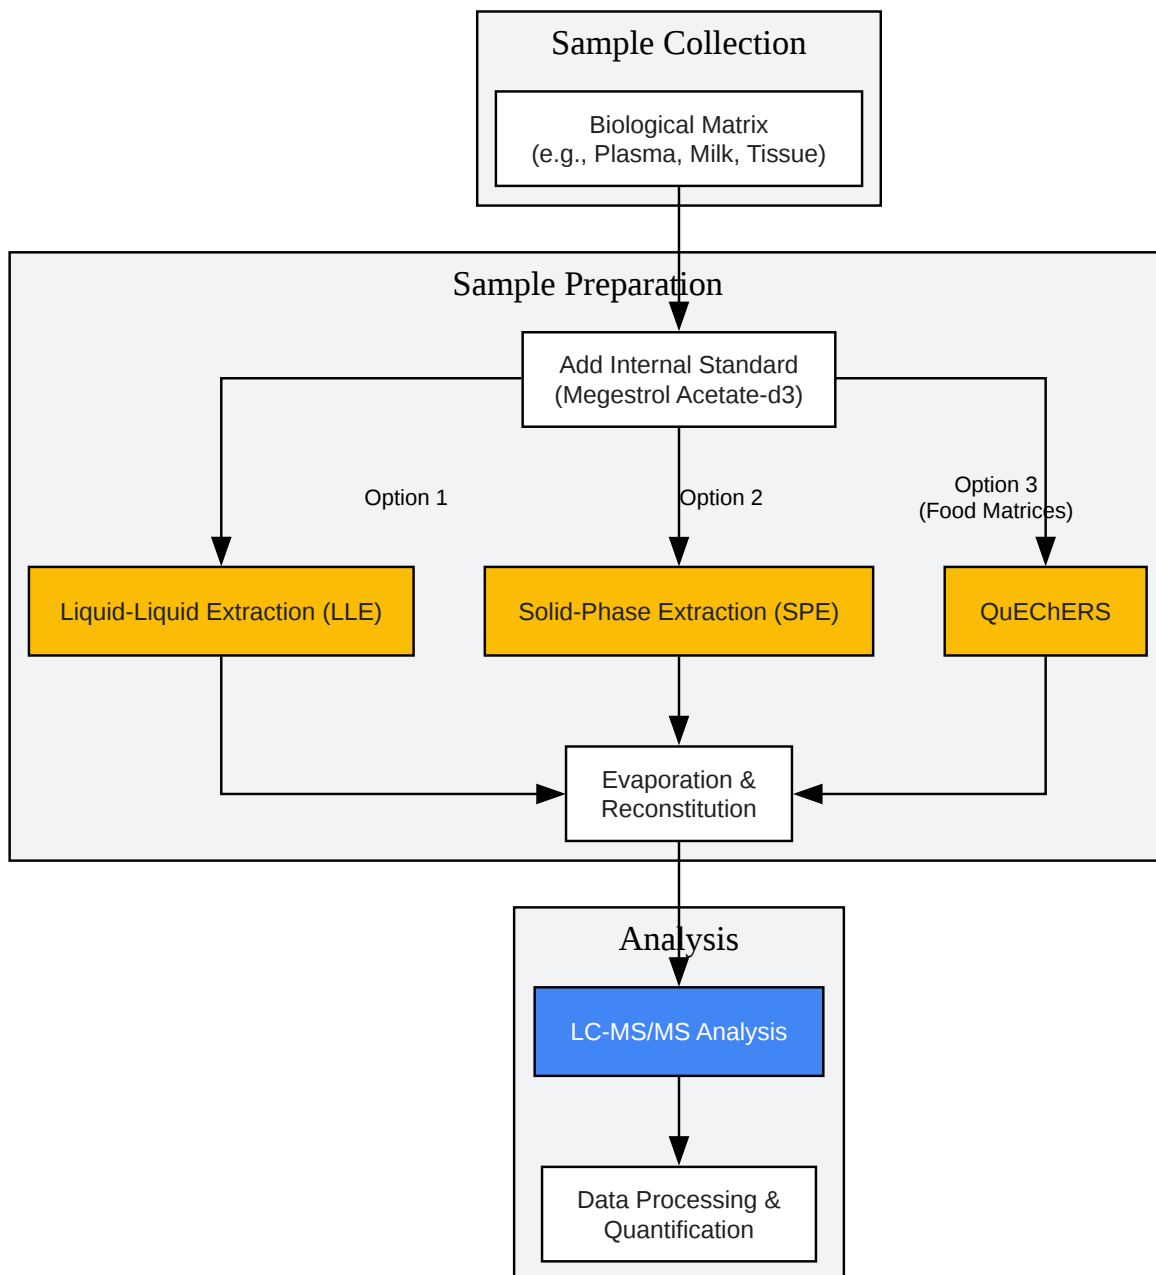 Sample Collection
Biological Matrix
(e.g., Plasma, Milk, Tissue)
Sample Preparation
Add Internal Standard
(Megestrol Acetate-d3)
Option 1
Option 2
Option 3
(Food Matrices)
Liquid-Liquid Extraction (LLE)
Solid-Phase Extraction (SPE)
QuEChERS
Evaporation &
Reconstitution
Analysis
LC-MS/MS Analysis
Data Processing &
Quantification